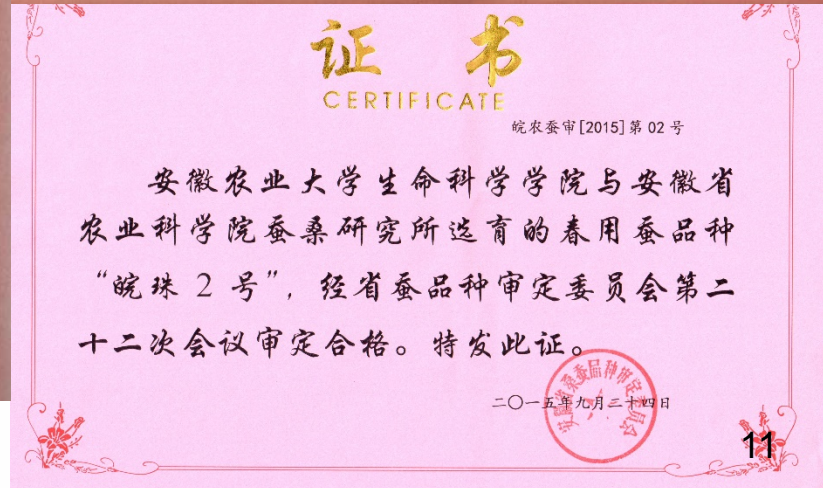 证 书
CERTIFICATE
皖农蚕审[2015]第 02 号
安徽农业大学生命科学学院与安徽省
农业科学院蚕桑研究所选育的春用蚕品种
“皖珠 2 号”，经省蚕品种审定委员会第二
十二次会议审定合格。特发此证。
二〇一五年九月二十四日
11